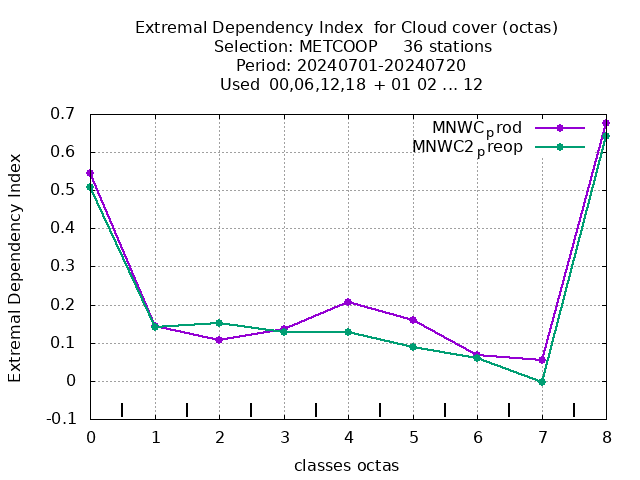 Extremal Dependency Index  for Cloud cover (octas)
Selection: METCOOP     36 stations
Period: 20240701-20240720
Used  00,06,12,18  + 01 02 ... 12
MNWCprod
MNWC2preop
0.7
0.6
0.5
0.4
0.3
0.2
0.1
0
-0.1
Extremal Dependency Index
0 1 2 3 4 5 6 7 8
classes octas